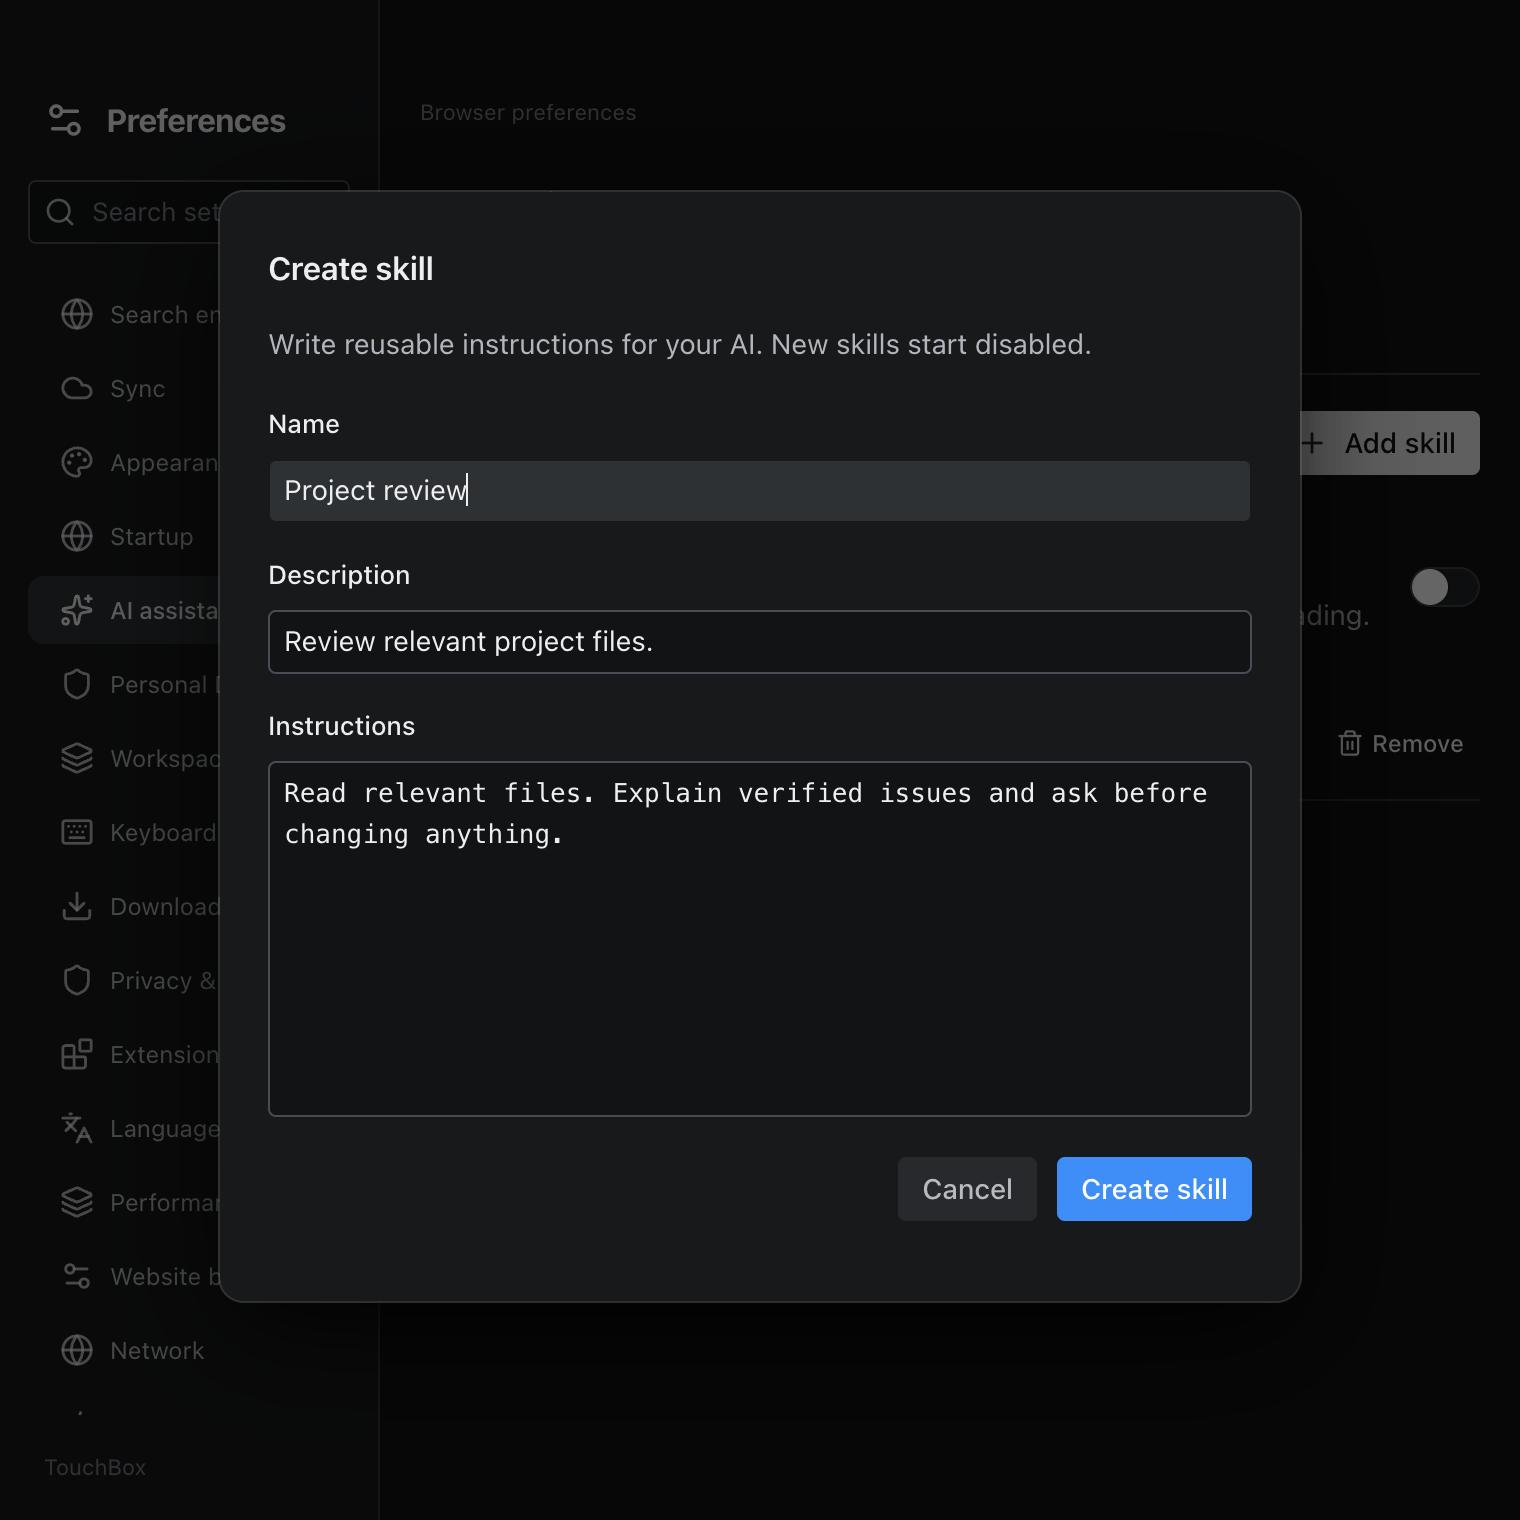 Preferences
Browser preferences
Search set
Create skill
Write reusable instructions for your AI. New skills start disabled.
Name
Project review
Description
Review relevant project files.
Instructions
Read relevant files. Explain verified issues and ask before
changing anything.
Cancel
Create skill
Search en
Sync
Appearan
Startup
AI assista
Personal
Workspac
Keyboard
Download
Privacy &
Extension
Language
Performar
Website b
Network
TouchBox
+ Add skill
ading.
Remove